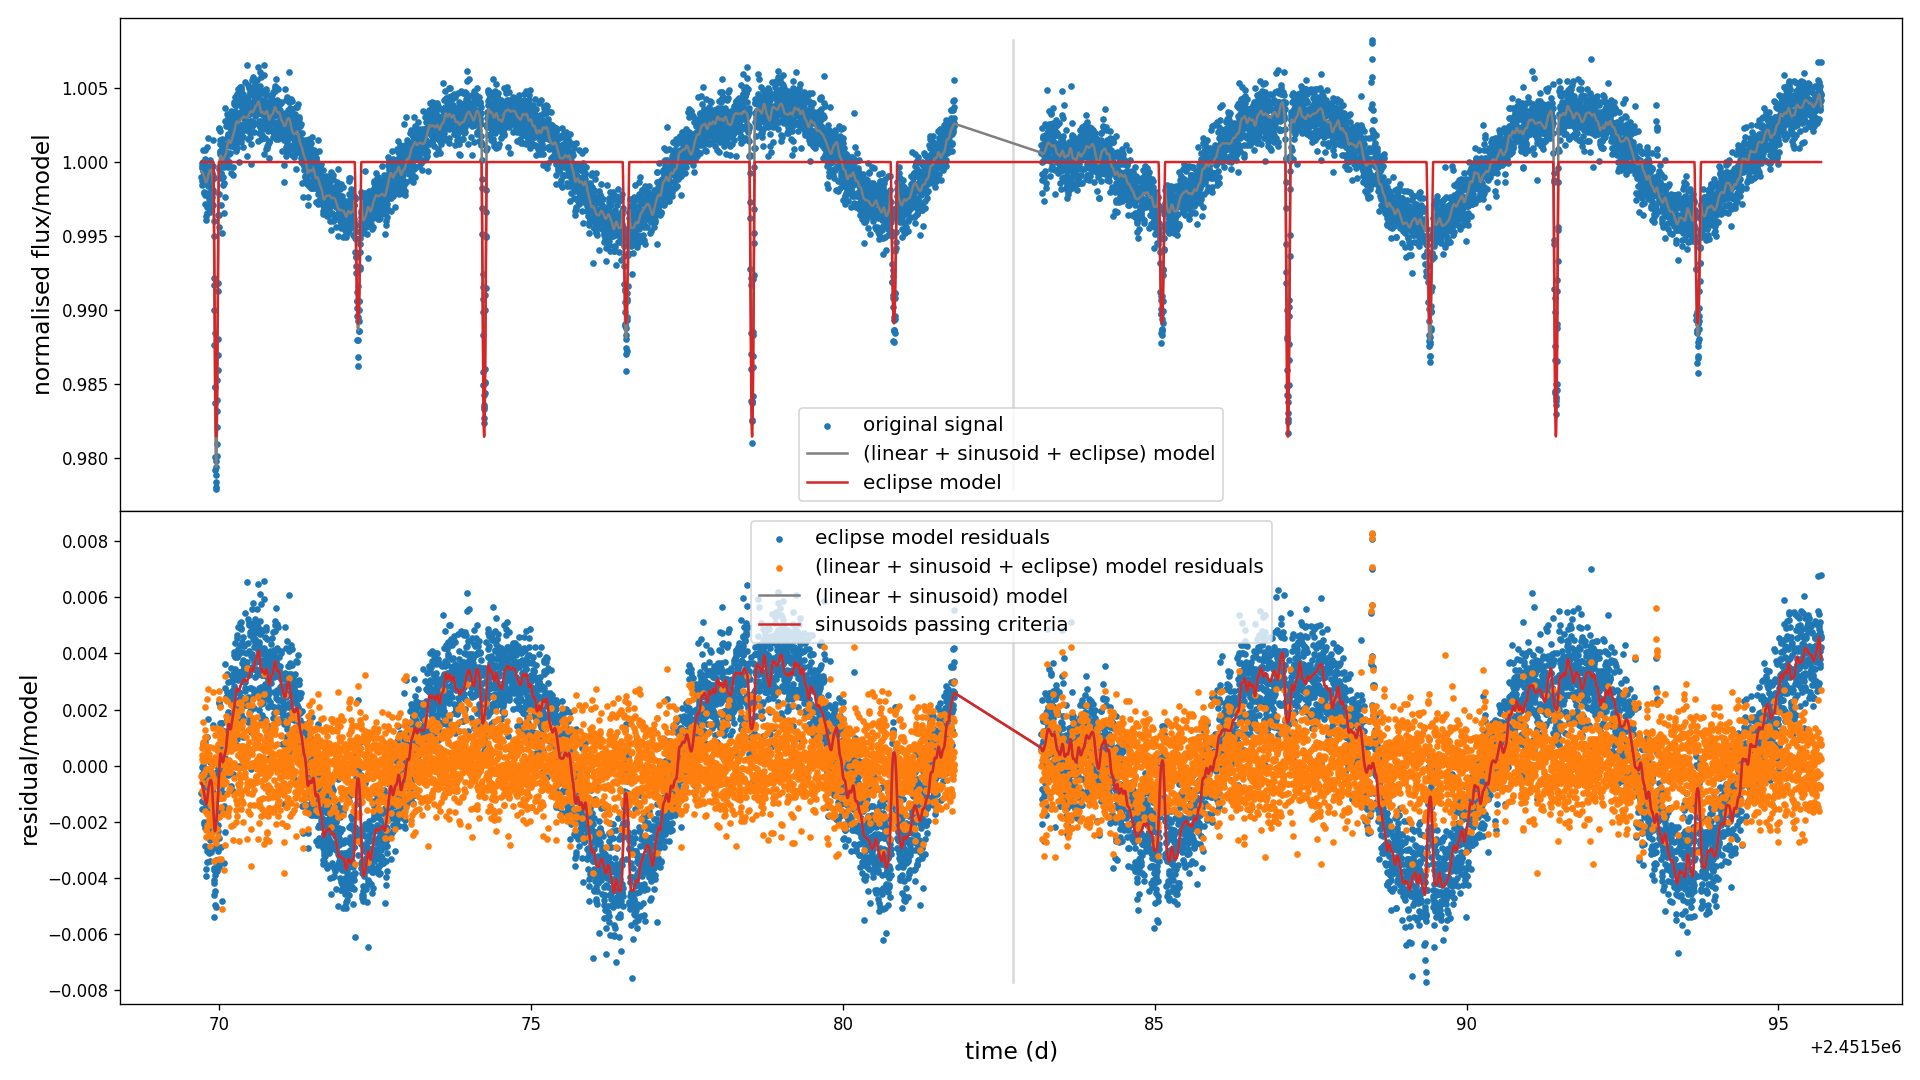 normalised flux/model
1.005
1.000
0.995
0.990
0.985
0.980
original signal
(linear + sinusoid + eclipse) model
eclipse model
residual/model
0.008
0.006
0.004
0.002
0.000
−0.002
−0.004
−0.006
−0.008
eclipse model residuals
(linear + sinusoid + eclipse) model residuals
(linear + sinusoid) model
sinusoids passing criteria
70 75 80 85 90 95
time (d)
+2.4515e6